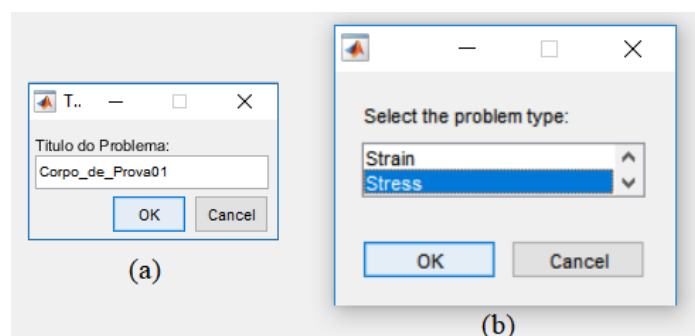 T..
Titulo do Problema:
Corpo_de_Prova01
OK Cancel
(a)
Select the problem type:
Strain
Stress
OK Cancel
(b)